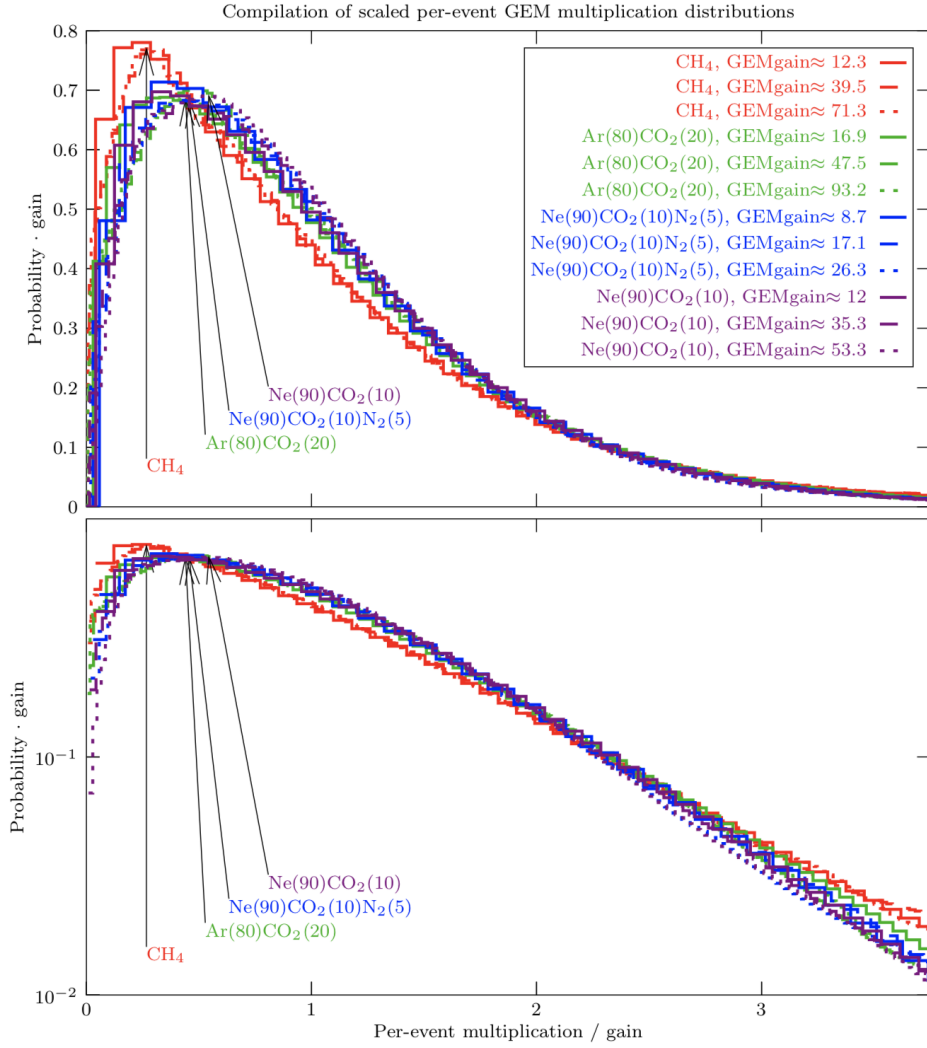 Compilation of scaled per-event GEM multiplication distributions
0.8
0.7
0.6
0.5
0.4
0.3
0.2
0.1
0
Probability · gain
CH₄, GEMgain≈ 12.3
CH₄, GEMgain≈ 39.5
CH₄, GEMgain≈ 71.3
Ar(80)CO₂(20), GEMgain≈ 16.9
Ar(80)CO₂(20), GEMgain≈ 47.5
Ar(80)CO₂(20), GEMgain≈ 93.2
Ne(90)CO₂(10)N₂(5), GEMgain≈ 8.7
Ne(90)CO₂(10)N₂(5), GEMgain≈ 17.1
Ne(90)CO₂(10)N₂(5), GEMgain≈ 26.3
Ne(90)CO₂(10), GEMgain≈ 12
Ne(90)CO₂(10), GEMgain≈ 35.3
Ne(90)CO₂(10), GEMgain≈ 53.3
Ne(90)CO₂(10)
Ne(90)CO₂(10)N₂(5)
Ar(80)CO₂(20)
CH₄
Probability · gain
10⁻¹
10⁻²
Ne(90)CO₂(10)
Ne(90)CO₂(10)N₂(5)
Ar(80)CO₂(20)
CH₄
0 1 2 3
Per-event multiplication / gain